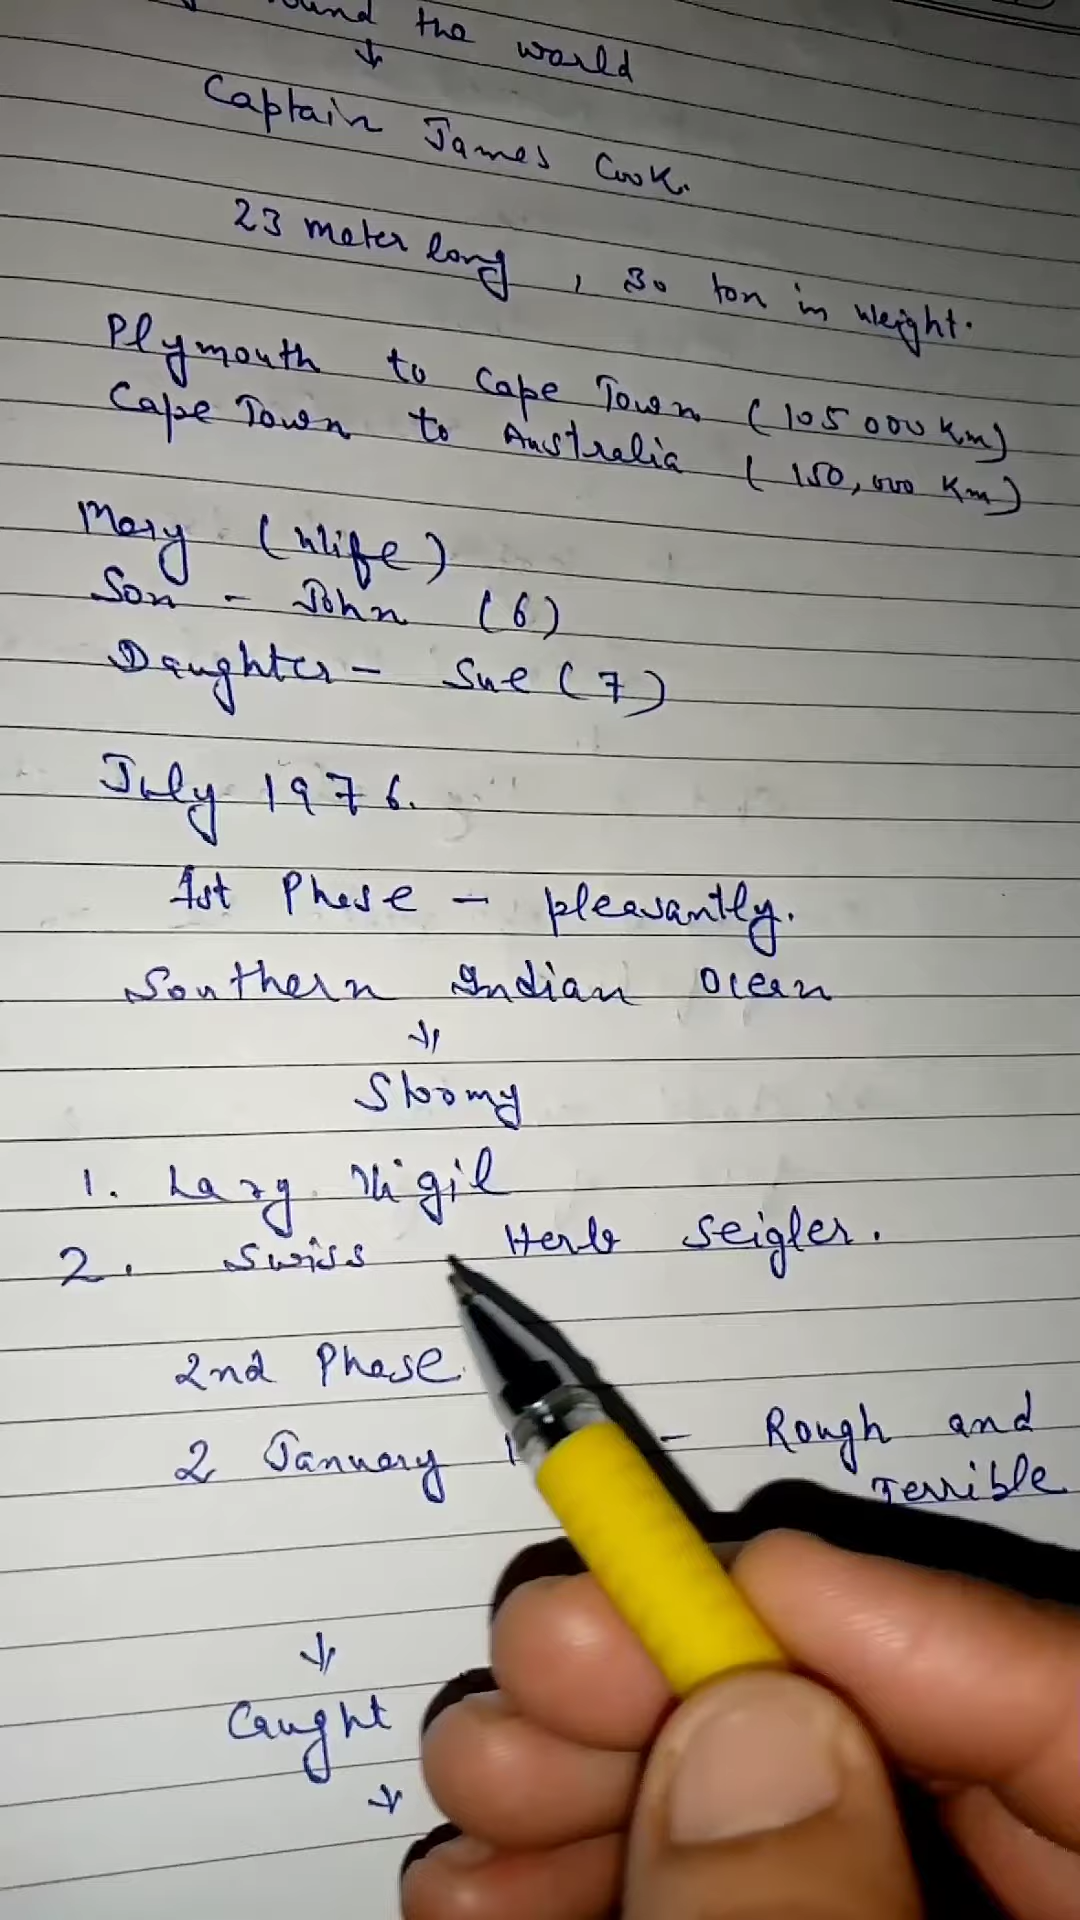 the world
↓
Captain James Cook.
23 meter long, 30 ton in weight.
Plymouth to Cape Town (105000 Km)
Cape Town to Australia (150,000 Km)
Mary (Wife)
Son - John (6)
Daughter - Sue (7)
July 1976.
1st Phase - pleasantly.
Southern Indian Ocean
↓
Stormy
1. Larry Vigil
2. Swiss Herb Seigler.
2nd Phase.
2 January - Rough and
Terrible
↓
Caught
↓